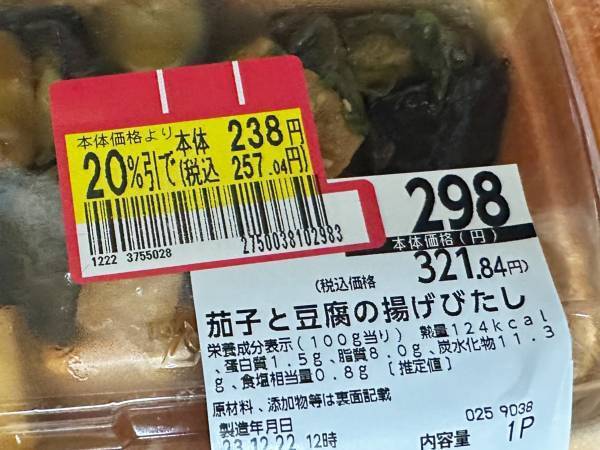 本体価格より
20%引で 本体 238円
(税込 257.04円)
1222 3755028
2750038102983
298
本体価格(円)
(税込価格 321.84円)
茄子と豆腐の揚げびたし
栄養成分表示(100g当り) 熱量124kcal
、蛋白質1.5g、脂質8.0g、炭水化物11.3
g、食塩相当量0.8g [推定値]
原材料、添加物等は裏面記載
025 9038
製造年月日
23.12.22 12時
内容量 1P